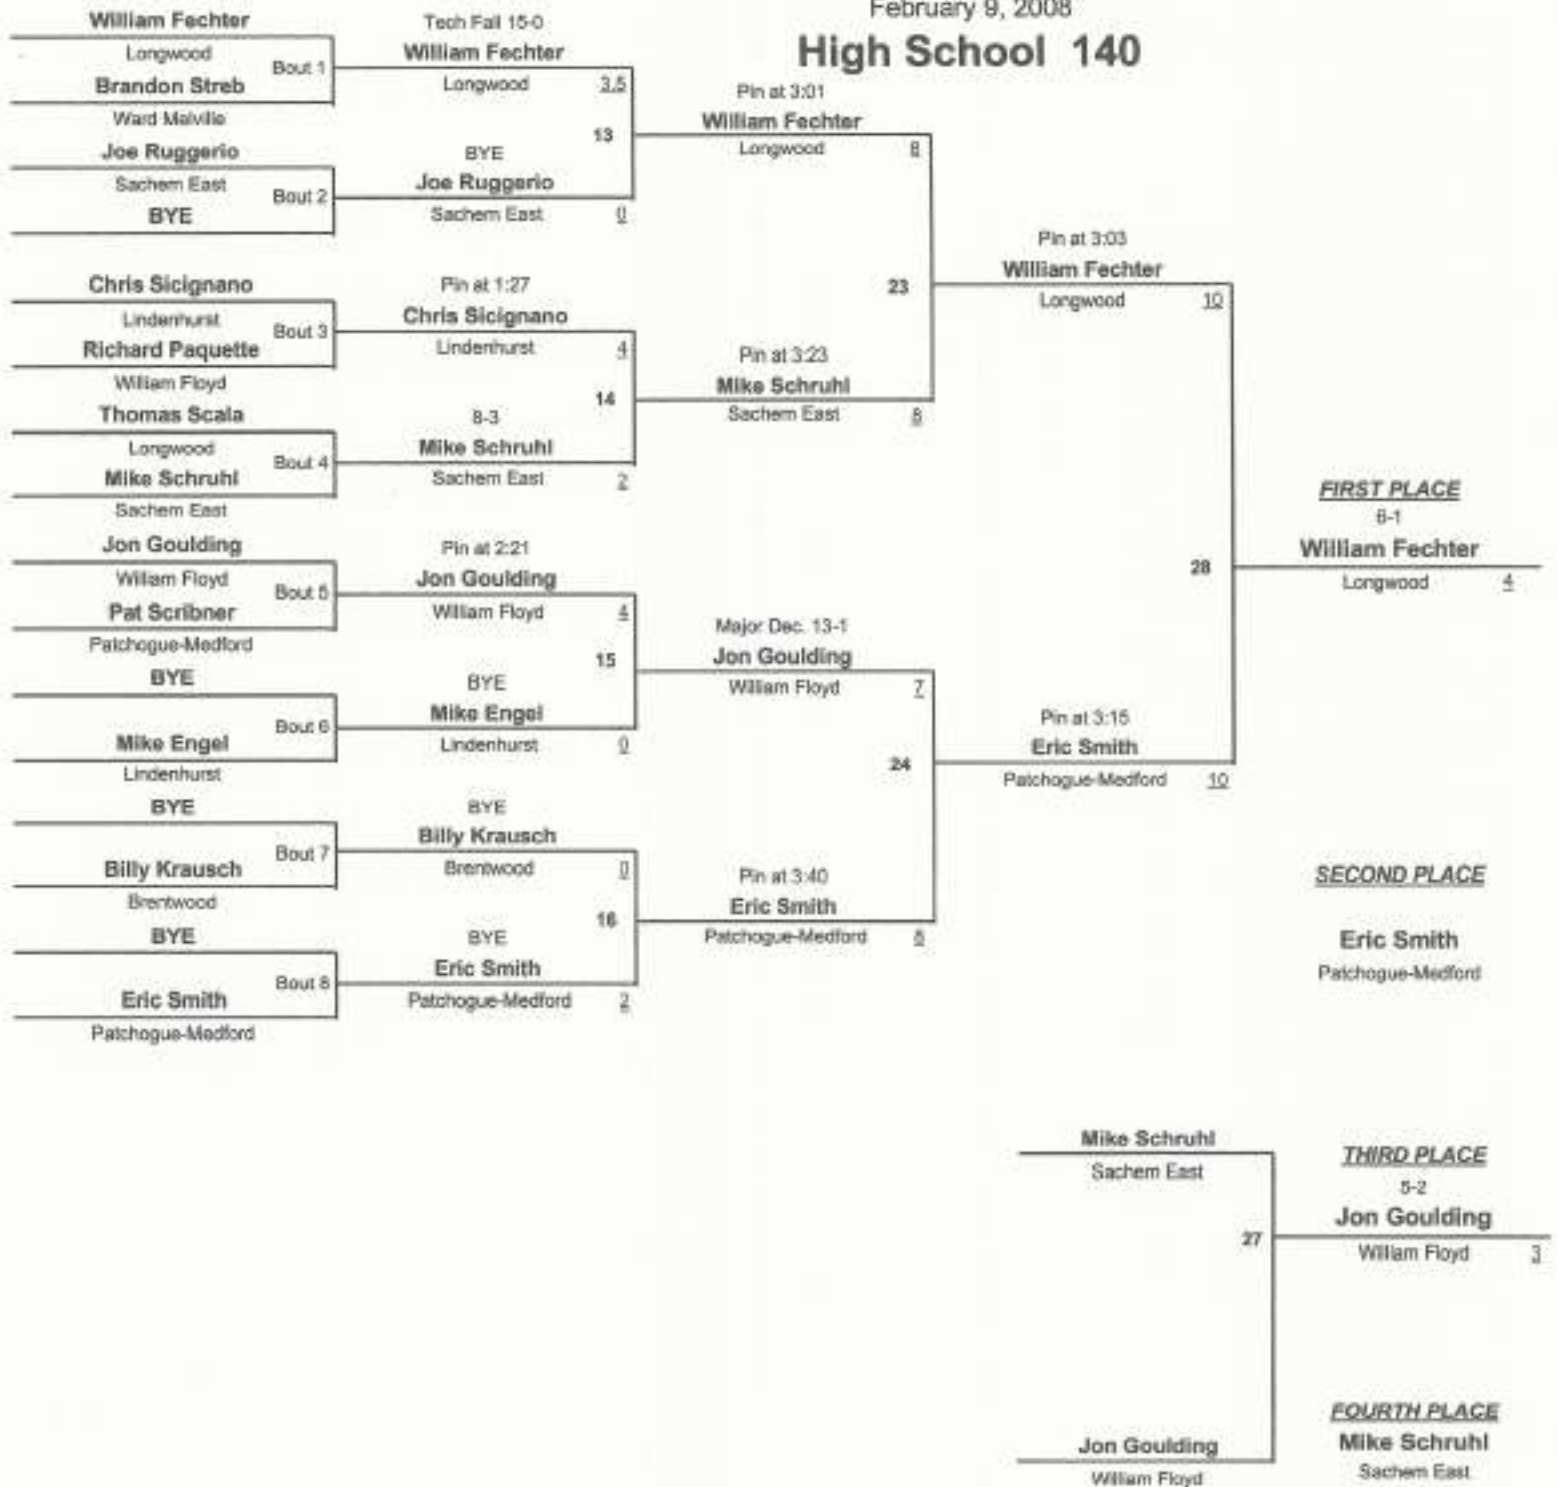 February 9, 2008
High School 140
William Fechter
Longwood
Bout 1
Brandon Streb
Ward Melville
Joe Ruggerio
Sachem East
Bout 2
BYE
Chris Sicignano
Lindenhurst
Bout 3
Richard Paquette
William Floyd
Thomas Scala
Longwood
Bout 4
Mike Schruhl
Sachem East
Jon Goulding
William Floyd
Bout 5
Pat Scribner
Patchogue-Medford
BYE
Bout 6
Mike Engel
Lindenhurst
BYE
Bout 7
Billy Krausch
Brentwood
BYE
Bout 8
Eric Smith
Patchogue-Medford
Tech Fall 15-0
William Fechter
Longwood 3.5
13
BYE
Joe Ruggerio
Sachem East 0
Pin at 1:27
Chris Sicignano
Lindenhurst 4
14
8-3
Mike Schruhl
Sachem East 2
Pin at 2:21
Jon Goulding
William Floyd 4
15
BYE
Mike Engel
Lindenhurst 0
BYE
Billy Krausch
Brentwood 0
16
BYE
Eric Smith
Patchogue-Medford 2
Pin at 3:01
William Fechter
Longwood
23
Pin at 3:23
Mike Schruhl
Sachem East
Major Dec. 13-1
Jon Goulding
William Floyd 7
24
Pin at 3:40
Eric Smith
Patchogue-Medford
Pin at 3:03
William Fechter
Longwood 10
28
Pin at 3:15
Eric Smith
Patchogue-Medford 10
FIRST PLACE
6-1
William Fechter
Longwood 4
SECOND PLACE
Eric Smith
Patchogue-Medford
Mike Schruhl
Sachem East
27
Jon Goulding
William Floyd
THIRD PLACE
5-2
Jon Goulding
William Floyd 3
FOURTH PLACE
Mike Schruhl
Sachem East